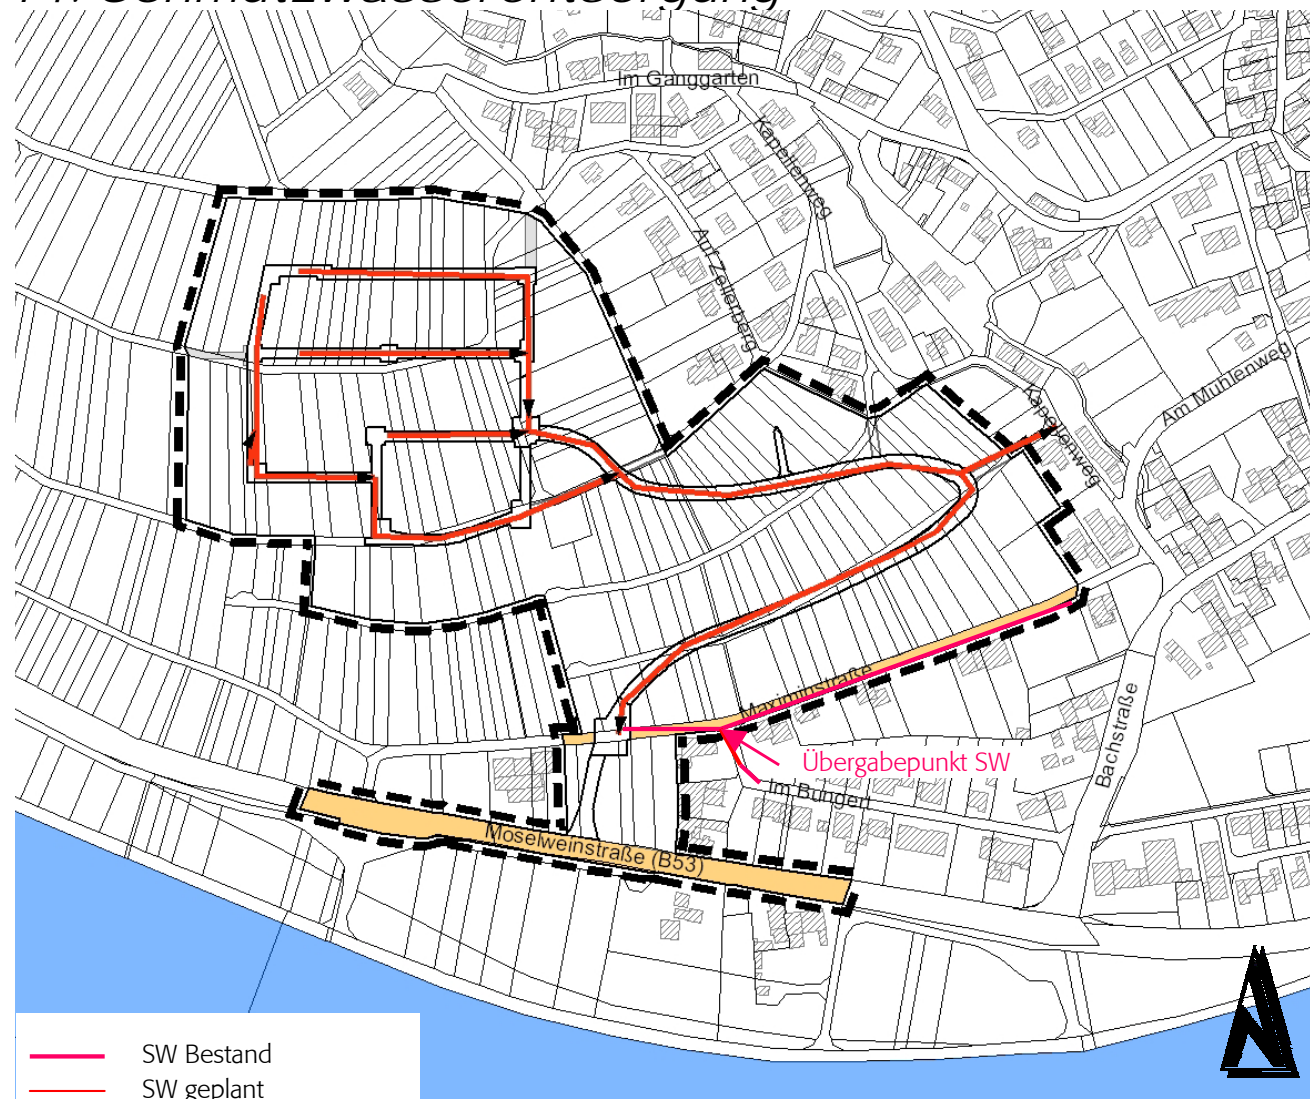 Schmutzwasserentsorgung
Im Ganggarten
Kapellenweg
Auf Zellerberg
Am Mühlenweg
Kapellenweg
Maximinstraße
Übergabepunkt SW
Im Bungert
Bachstraße
Moselweinstraße (B53)
SW Bestand
SW geplant